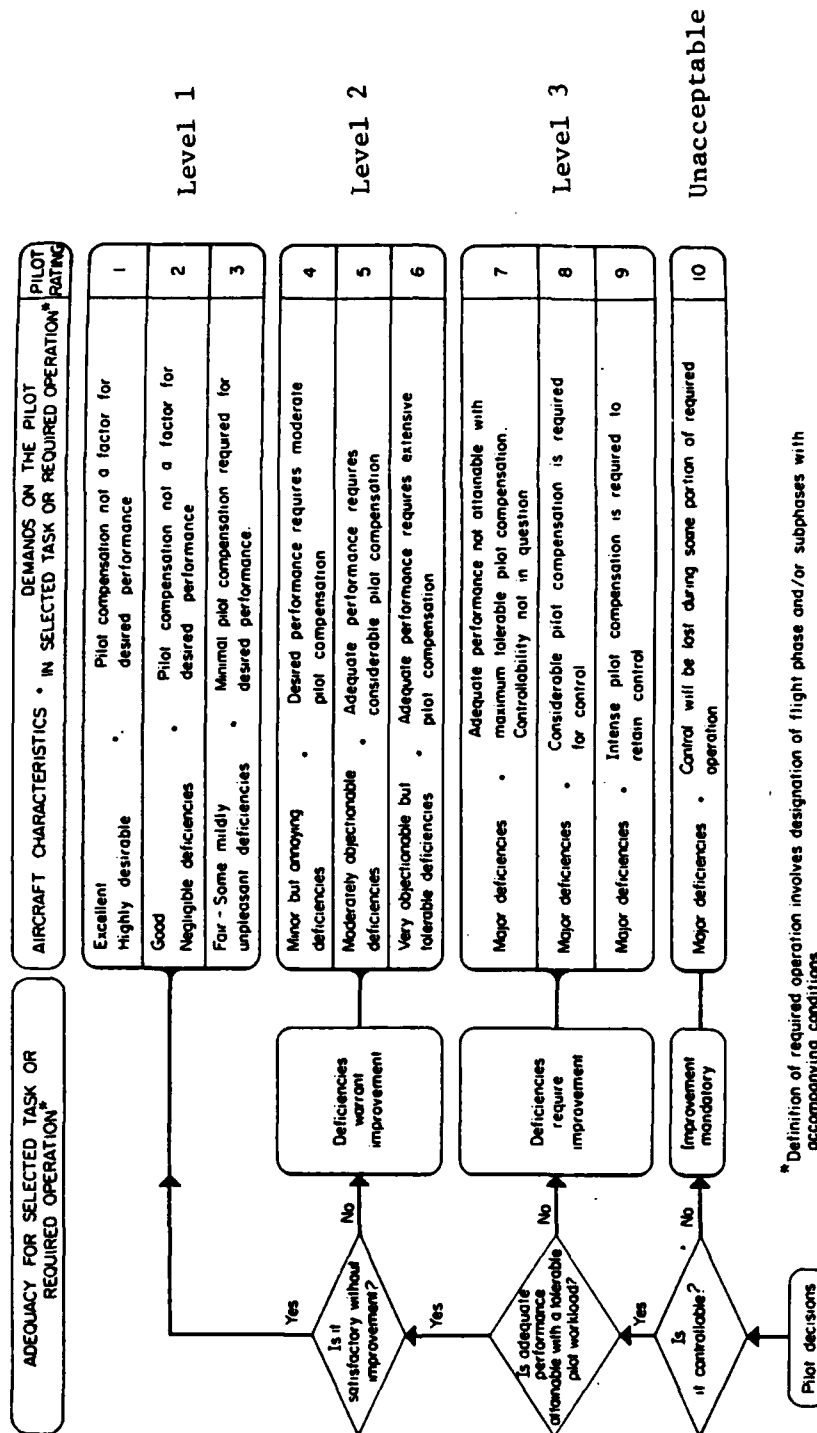 ADEQUACY FOR SELECTED TASK OR
REQUIRED OPERATION*
AIRCRAFT CHARACTERISTICS •
DEMANDS ON THE PILOT
IN SELECTED TASK OR REQUIRED OPERATION*
PILOT
RATING
Excellent
Highly desirable
•
Pilot compensation not a factor for
desired performance
1
Good
Negligible deficiencies
•
Pilot compensation not a factor for
desired performance
2
Fair - Some mildly
unpleasant deficiencies
•
Minimal pilot compensation required for
desired performance.
3
Level 1
Yes
Is it
satisfactory without
improvement?
No
Deficiencies
warrant
improvement
Minor but annoying
deficiencies
•
Desired performance requires moderate
pilot compensation
4
Moderately objectionable
deficiencies
•
Adequate performance requires
considerable pilot compensation
5
Very objectionable but
tolerable deficiencies
•
Adequate performance requires extensive
pilot compensation
6
Level 2
Yes
Is adequate
performance
attainable with a tolerable
pilot workload?
No
Deficiencies
require
improvement
Major deficiencies
•
Adequate performance not attainable with
maximum tolerable pilot compensation.
Controllability not in question
7
Major deficiencies
•
Considerable pilot compensation is required
for control
8
Major deficiencies
•
Intense pilot compensation is required to
retain control
9
Level 3
Yes
Is
it controllable?
No
Improvement
mandatory
Major deficiencies
•
Control will be lost during some portion of required
operation
10
Unacceptable
Pilot decisions
*Definition of required operation involves designation of flight phase and/or subphases with
accompanying conditions